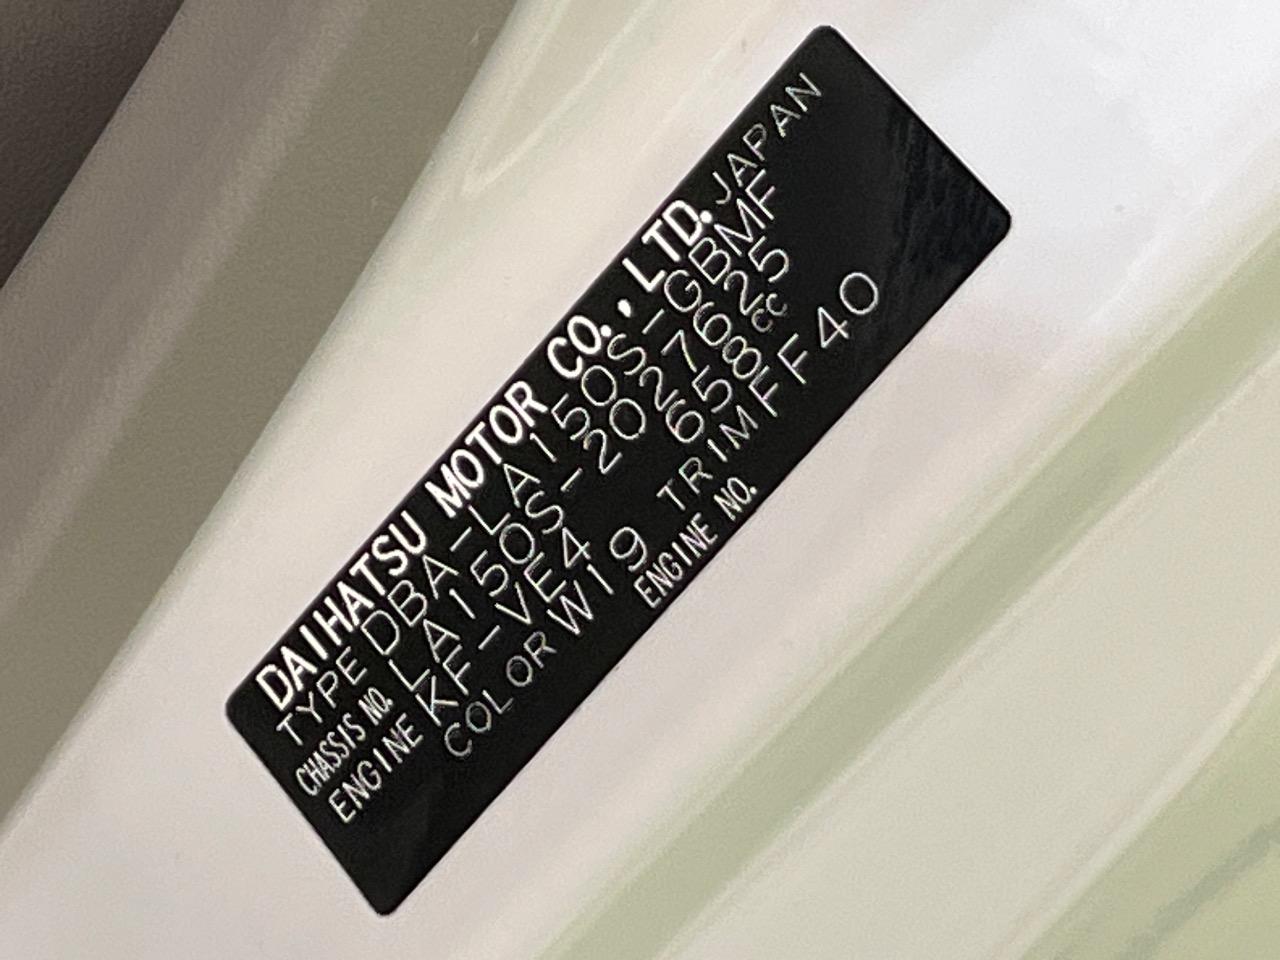 DAIHATSU MOTOR CO., LTD. JAPAN
TYPE DBA-LA150S-GBMF
CHASSIS NO. LA150S-2027625
ENGINE KF-VE4 658cc
COLOR W19 TRIM FF40
ENGINE NO.